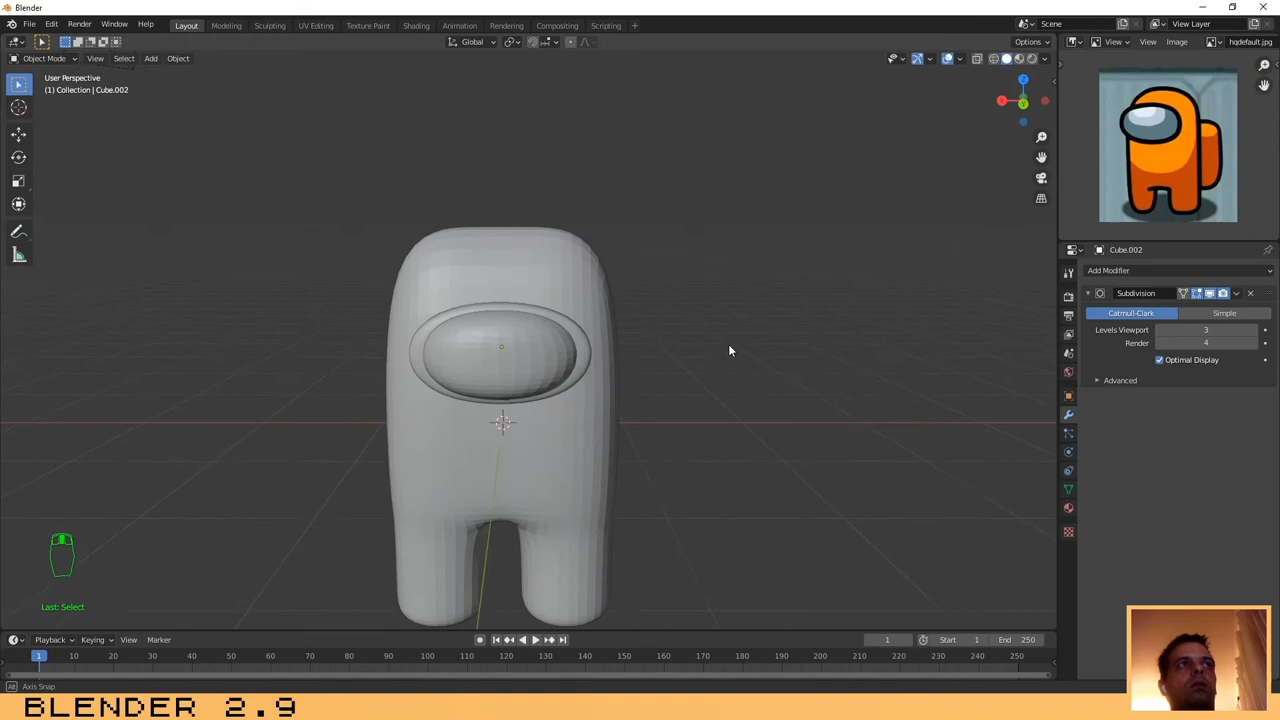 Blender
File Edit Render Window Help
Layout Modeling Sculpting UV Editing Texture Paint Shading Animation Rendering Compositing Scripting +
Scene
View Layer
Global
Options
View
View Image
hqdefault.jpg
Object Mode
View Select Add Object
User Perspective
(1) Collection | Cube.002
Z
X
Y
Cube.002
Add Modifier
Subdivision
Catmull-Clark
Simple
Levels Viewport 3
Render 4
Optimal Display
Advanced
Last: Select
Playback
Keying
View Marker
1
Start 1
End 250
1 10 20 30 40 50 60 70 80 90 100 110 120 130 140 150 160 170 180 190 200 210 220 230 240 250
Alt Axis Snap
BLENDER 2.9